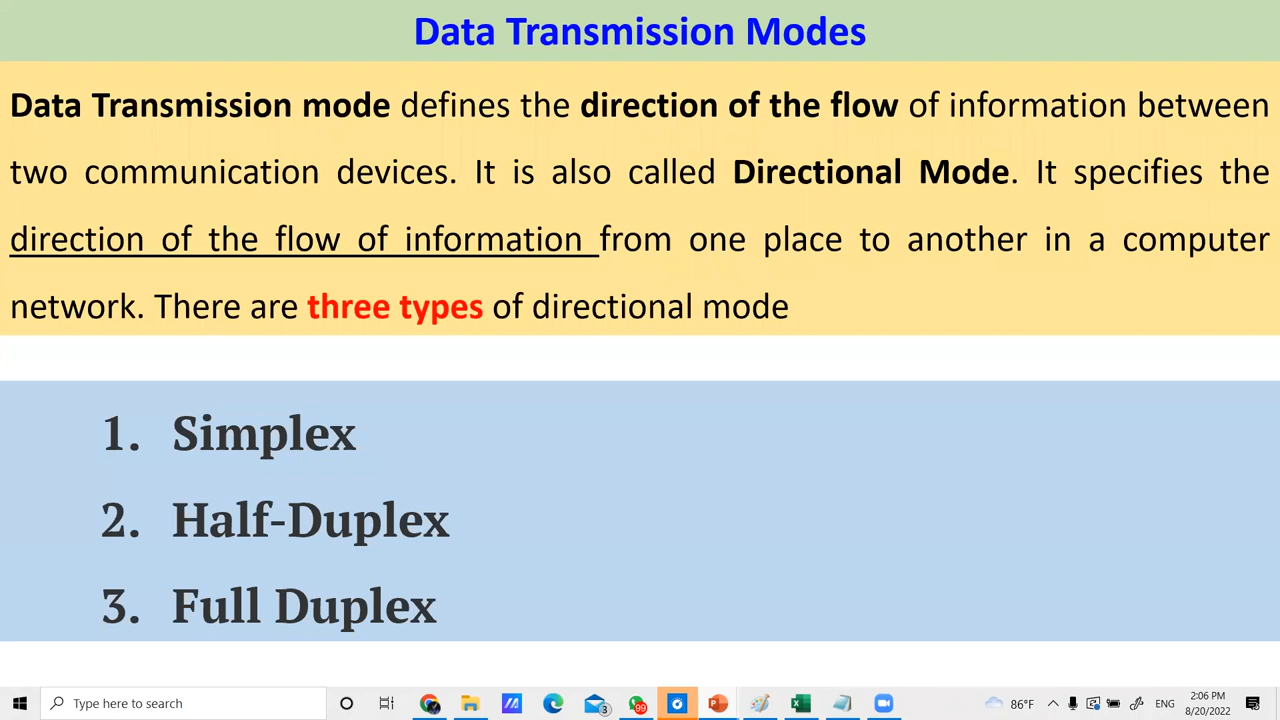 Data Transmission Modes
Data Transmission mode defines the direction of the flow of information between
two communication devices. It is also called Directional Mode. It specifies the
direction of the flow of information from one place to another in a computer
network. There are three types of directional mode
1. Simplex
2. Half-Duplex
3. Full Duplex
Type here to search
3
99
86°F
ENG
2:06 PM
8/20/2022